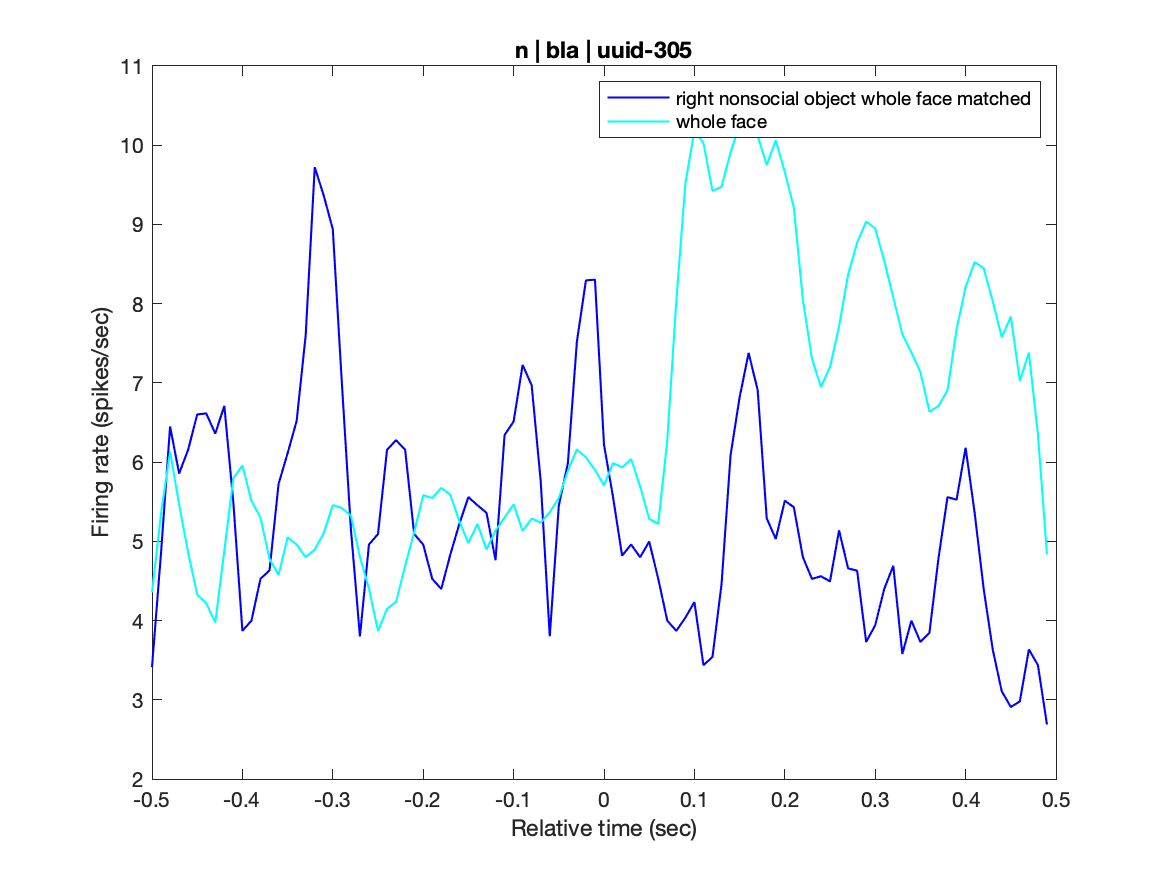 n | bla | uuid-305
right nonsocial object whole face matched
whole face
11
10
9
8
7
6
5
4
3
2
Firing rate (spikes/sec)
-0.5 -0.4 -0.3 -0.2 -0.1 0 0.1 0.2 0.3 0.4 0.5
Relative time (sec)